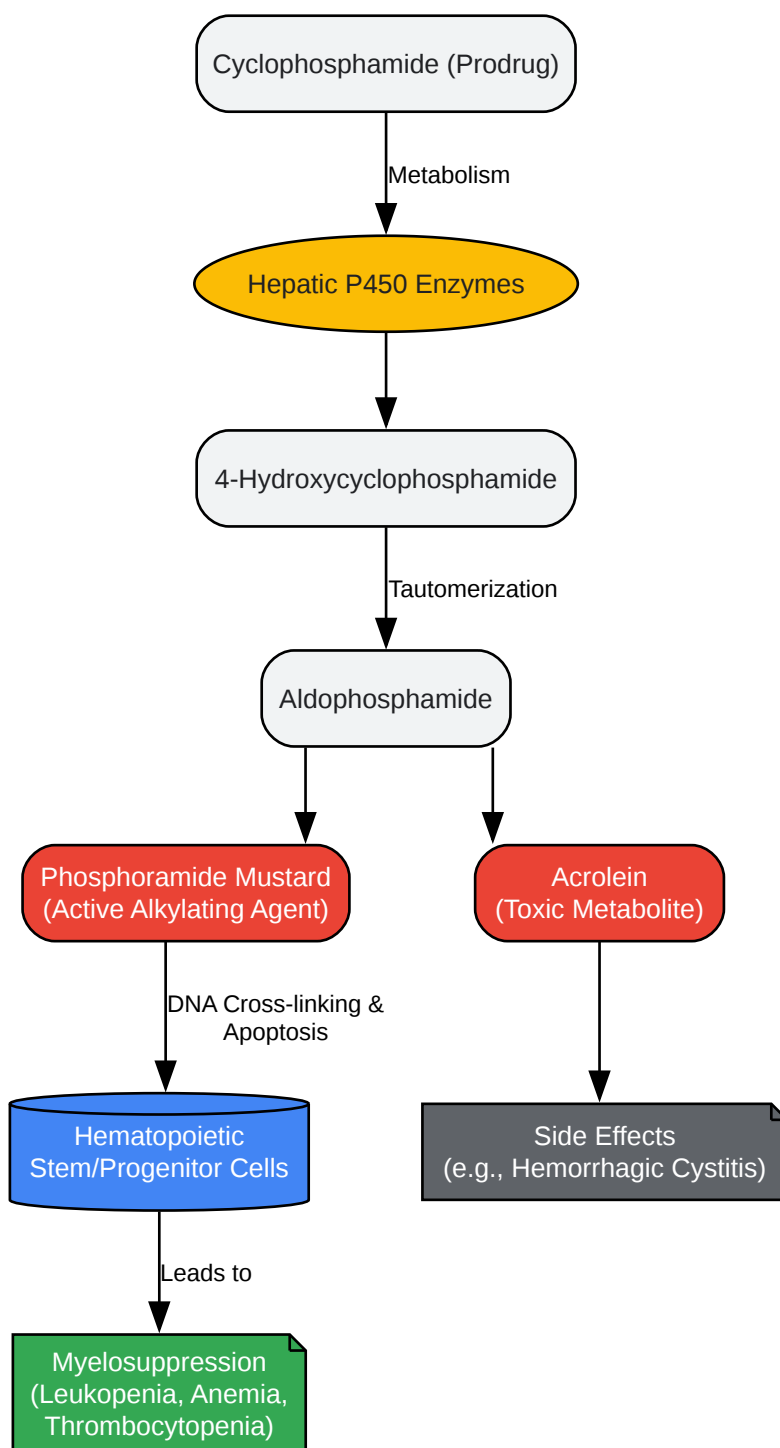 Cyclophosphamide (Prodrug)
Metabolism
Hepatic P450 Enzymes
4-Hydroxycyclophosphamide
Tautomerization
Aldophosphamide
Phosphoramide Mustard
(Active Alkylating Agent)
Acrolein
(Toxic Metabolite)
DNA Cross-linking &
Apoptosis
Hematopoietic
Stem/Progenitor Cells
Side Effects
(e.g., Hemorrhagic Cystitis)
Leads to
Myelosuppression
(Leukopenia, Anemia,
Thrombocytopenia)